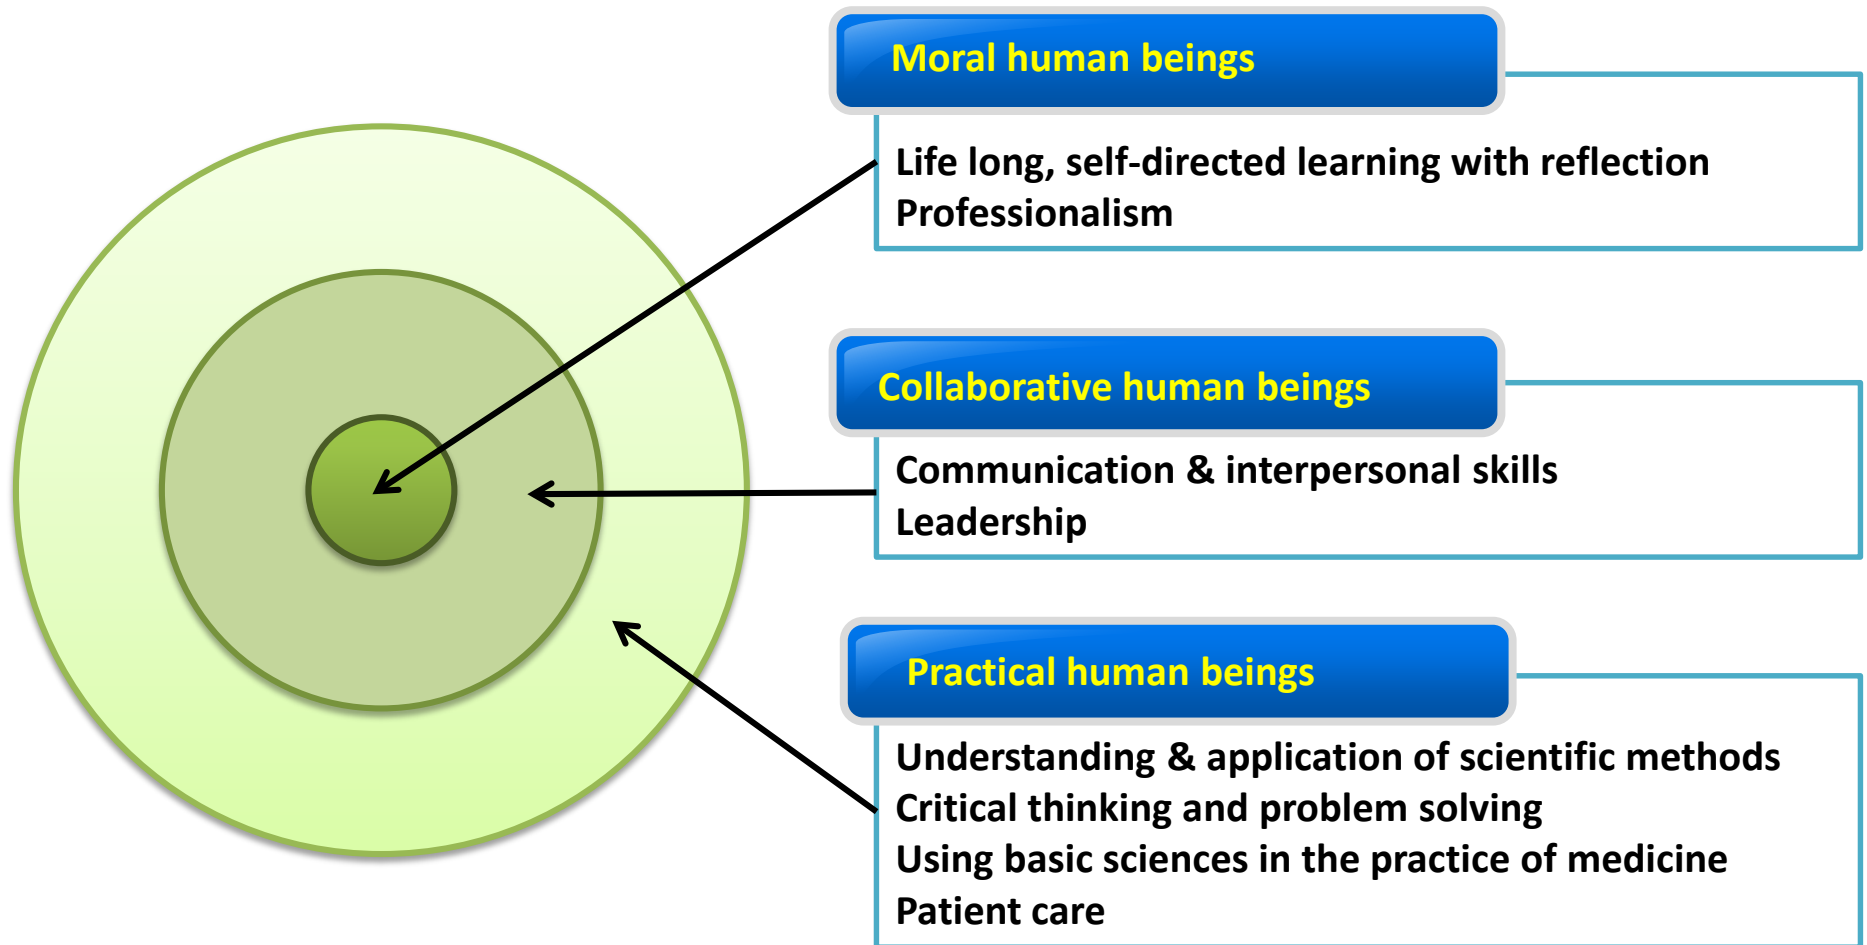 Moral human beings
Life long, self-directed learning with reflection
Professionalism
Collaborative human beings
Communication & interpersonal skills
Leadership
Practical human beings
Understanding & application of scientific methods
Critical thinking and problem solving
Using basic sciences in the practice of medicine
Patient care